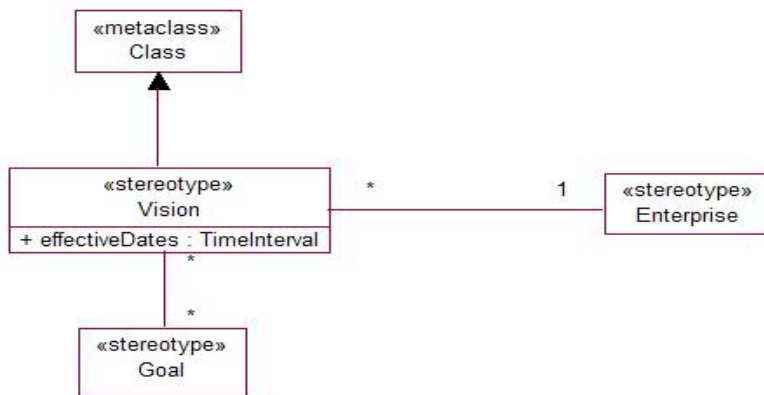 «metaclass»
Class
«stereotype»
Vision
+ effectiveDates : TimeInterval
*
1
«stereotype»
Enterprise
*
*
«stereotype»
Goal